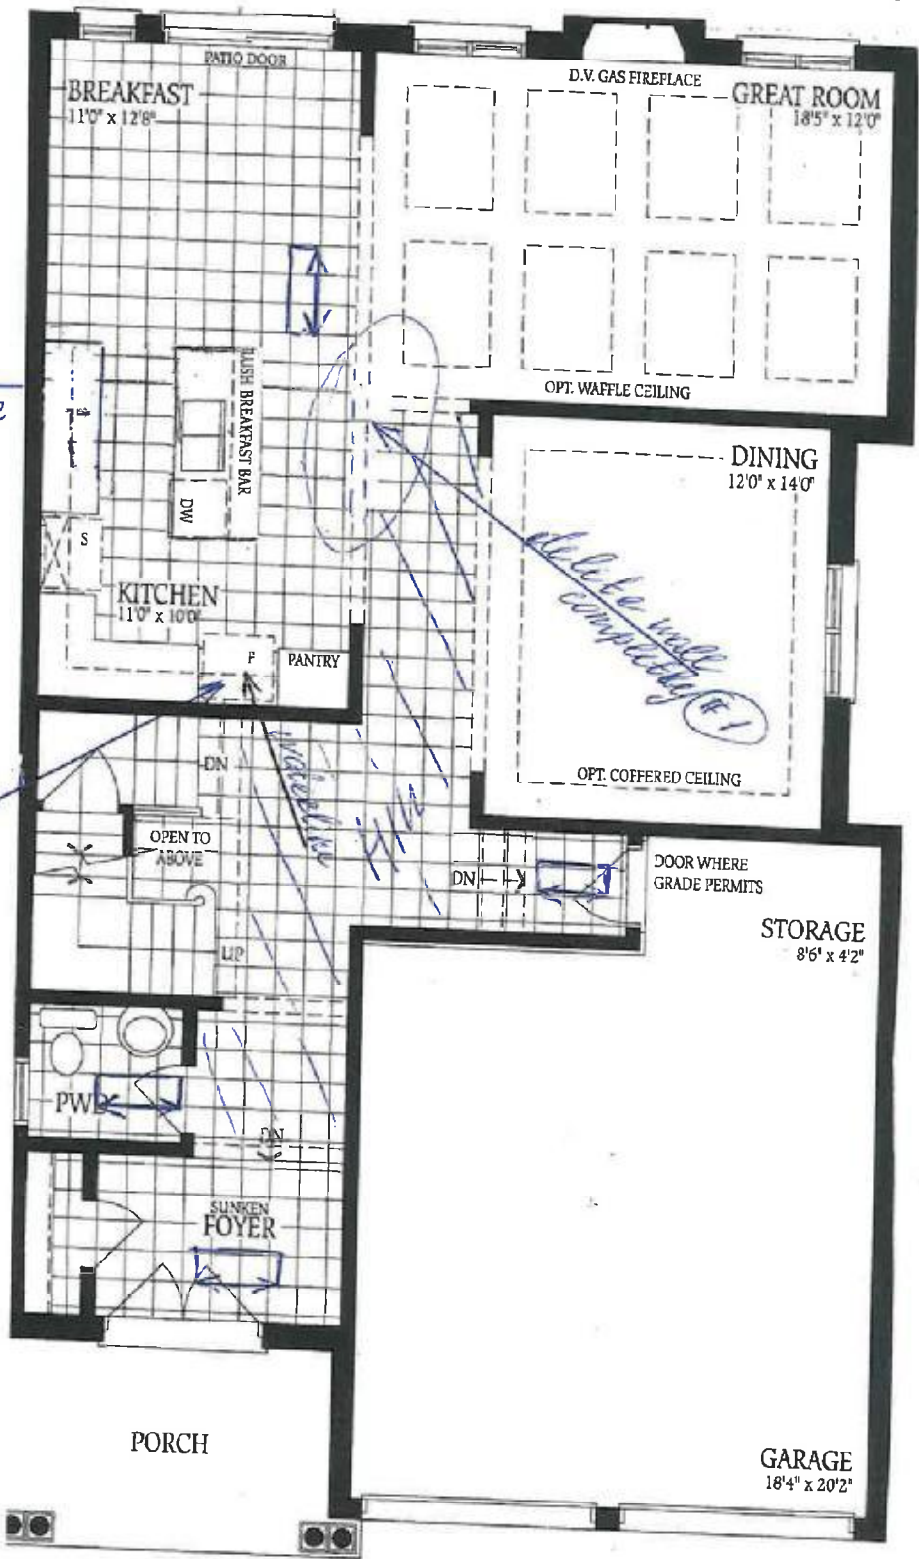 PATIO DOOR
BREAKFAST
11'0" x 12'8"
D.V. GAS FIREPLACE
GREAT ROOM
18'5" x 12'0"
OPT. WAFFLE CEILING
LUSH BREAKFAST BAR
DW
S
KITCHEN
11'0" x 10'0"
F
PANTRY
DINING
12'0" x 14'0"
delete wall
completely #1
OPT. COFFERED CEILING
DN
waterline
OPEN TO
ABOVE
UP
DN
DOOR WHERE
GRADE PERMITS
STORAGE
8'6" x 4'2"
PWD
DN
SUNKEN
FOYER
PORCH
GARAGE
18'4" x 20'2"